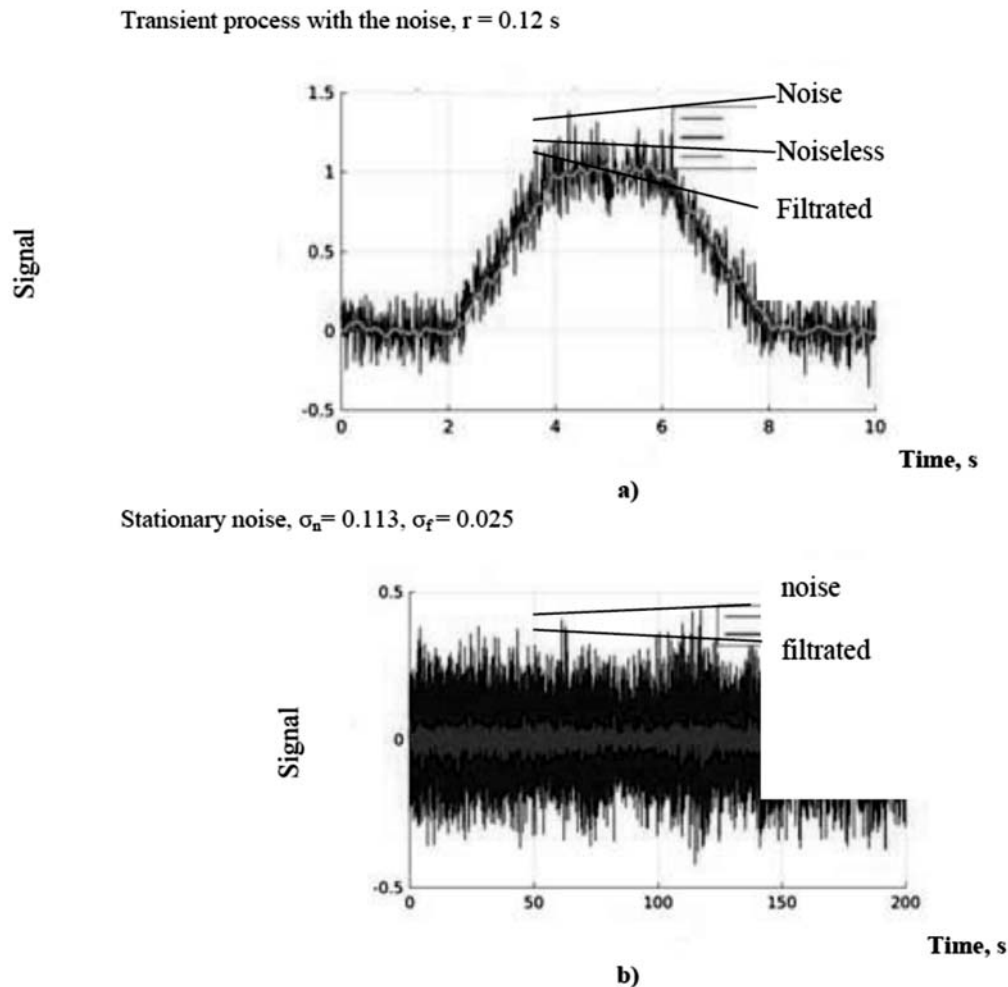 Transient process with the noise, r = 0.12 s
Noise
Noiseless
Filtrated
Signal
1.5
1
0.5
0
-0.5
0 2 4 6 8 10
Time, s
a)
Stationary noise, σn = 0.113, σf = 0.025
noise
filtrated
Signal
0.5
0
-0.5
0 50 100 150 200
Time, s
b)